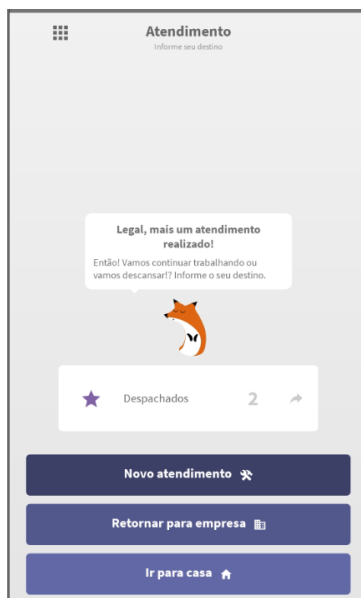 Atendimento
Informe seu destino
Legal, mais um atendimento
realizado!
Então! Vamos continuar trabalhando ou
vamos descansar!? Informe o seu destino.
Despachados 2
Novo atendimento
Retornar para empresa
Ir para casa